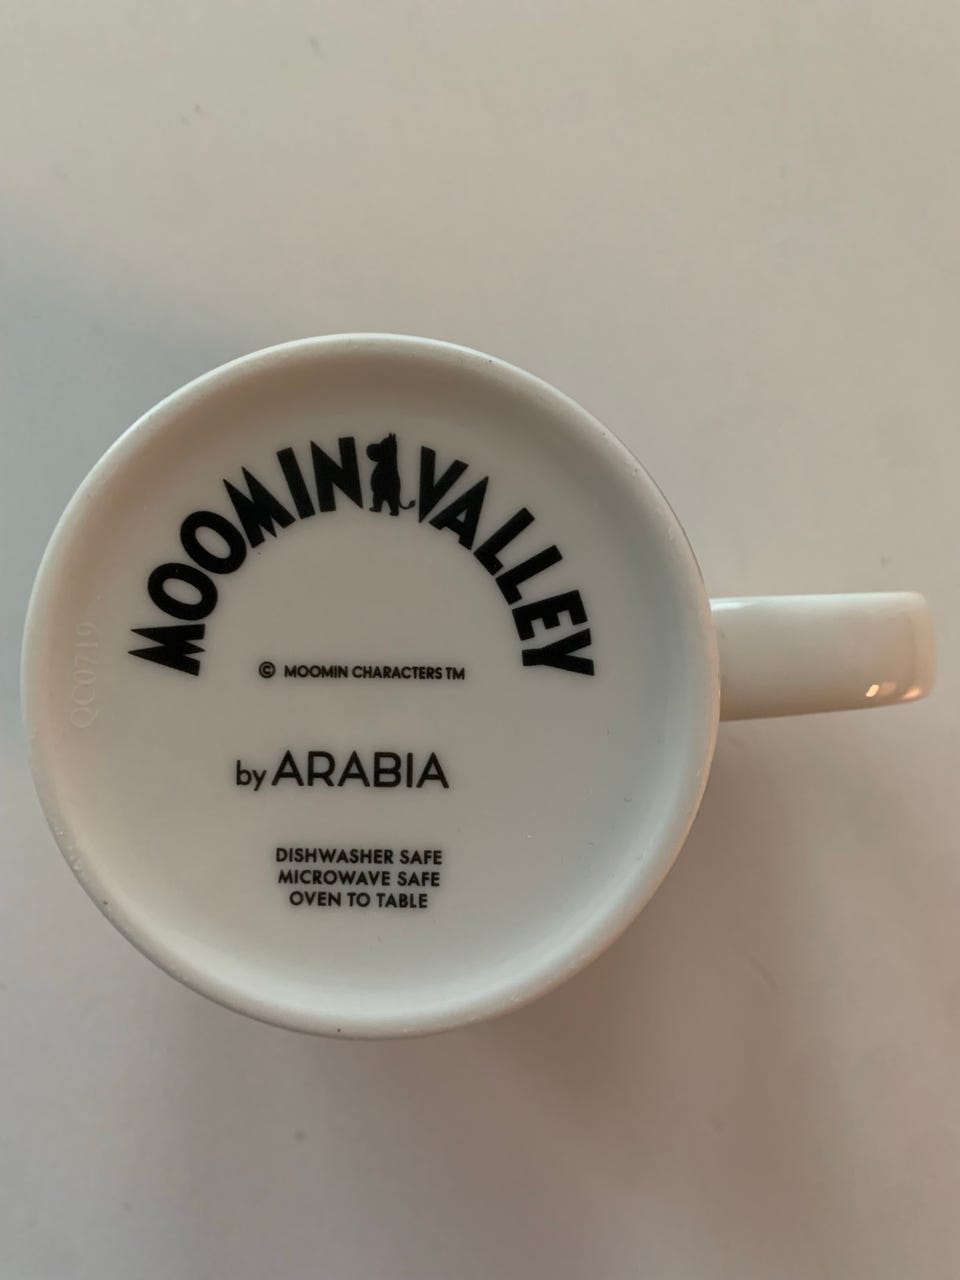 MOOMINVALLEY
© MOOMIN CHARACTERS TM
by ARABIA
DISHWASHER SAFE
MICROWAVE SAFE
OVEN TO TABLE
QC0719